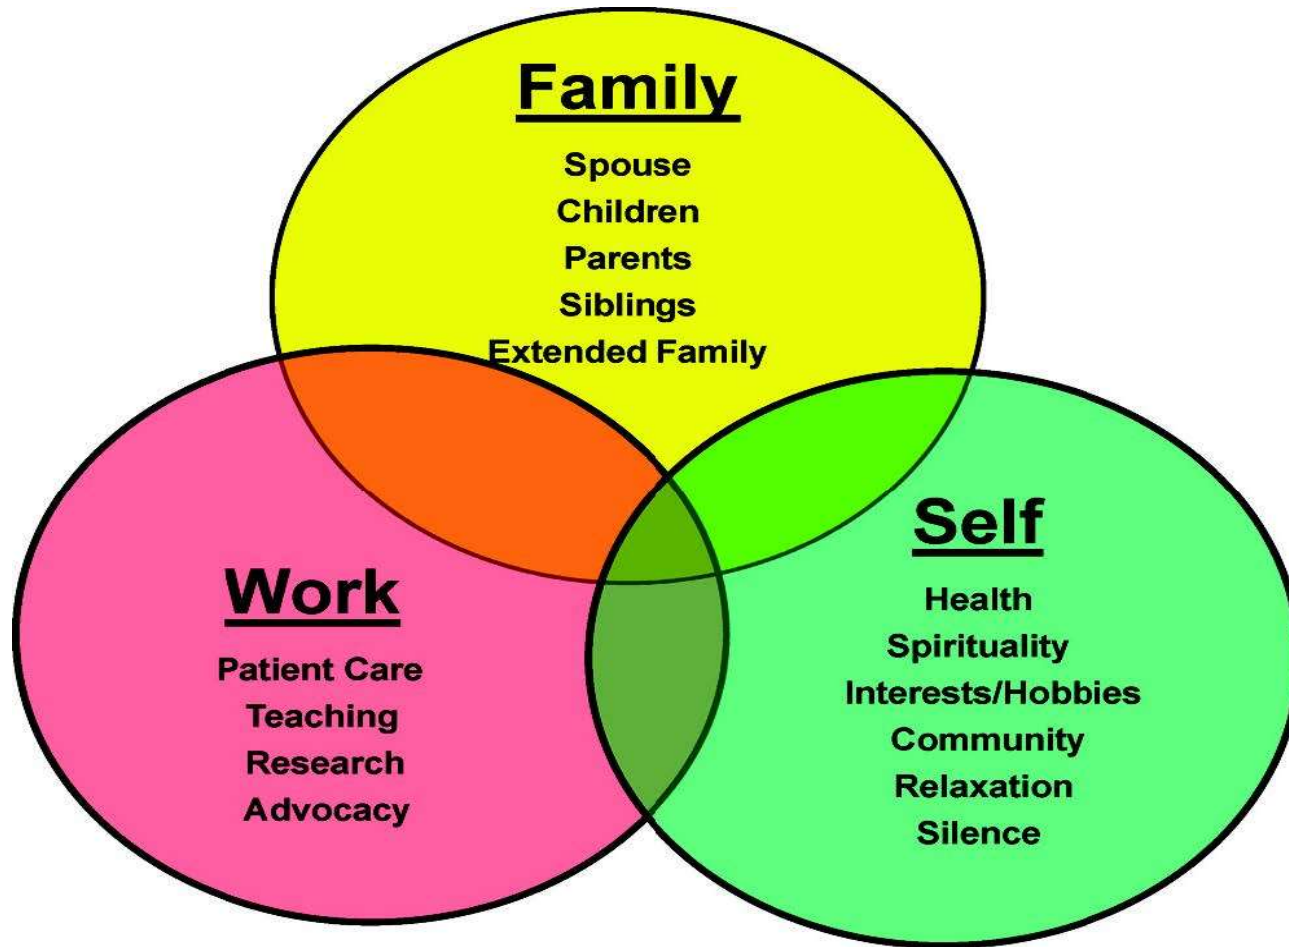 Family
Spouse
Children
Parents
Siblings
Extended Family
Work
Patient Care
Teaching
Research
Advocacy
Self
Health
Spirituality
Interests/Hobbies
Community
Relaxation
Silence